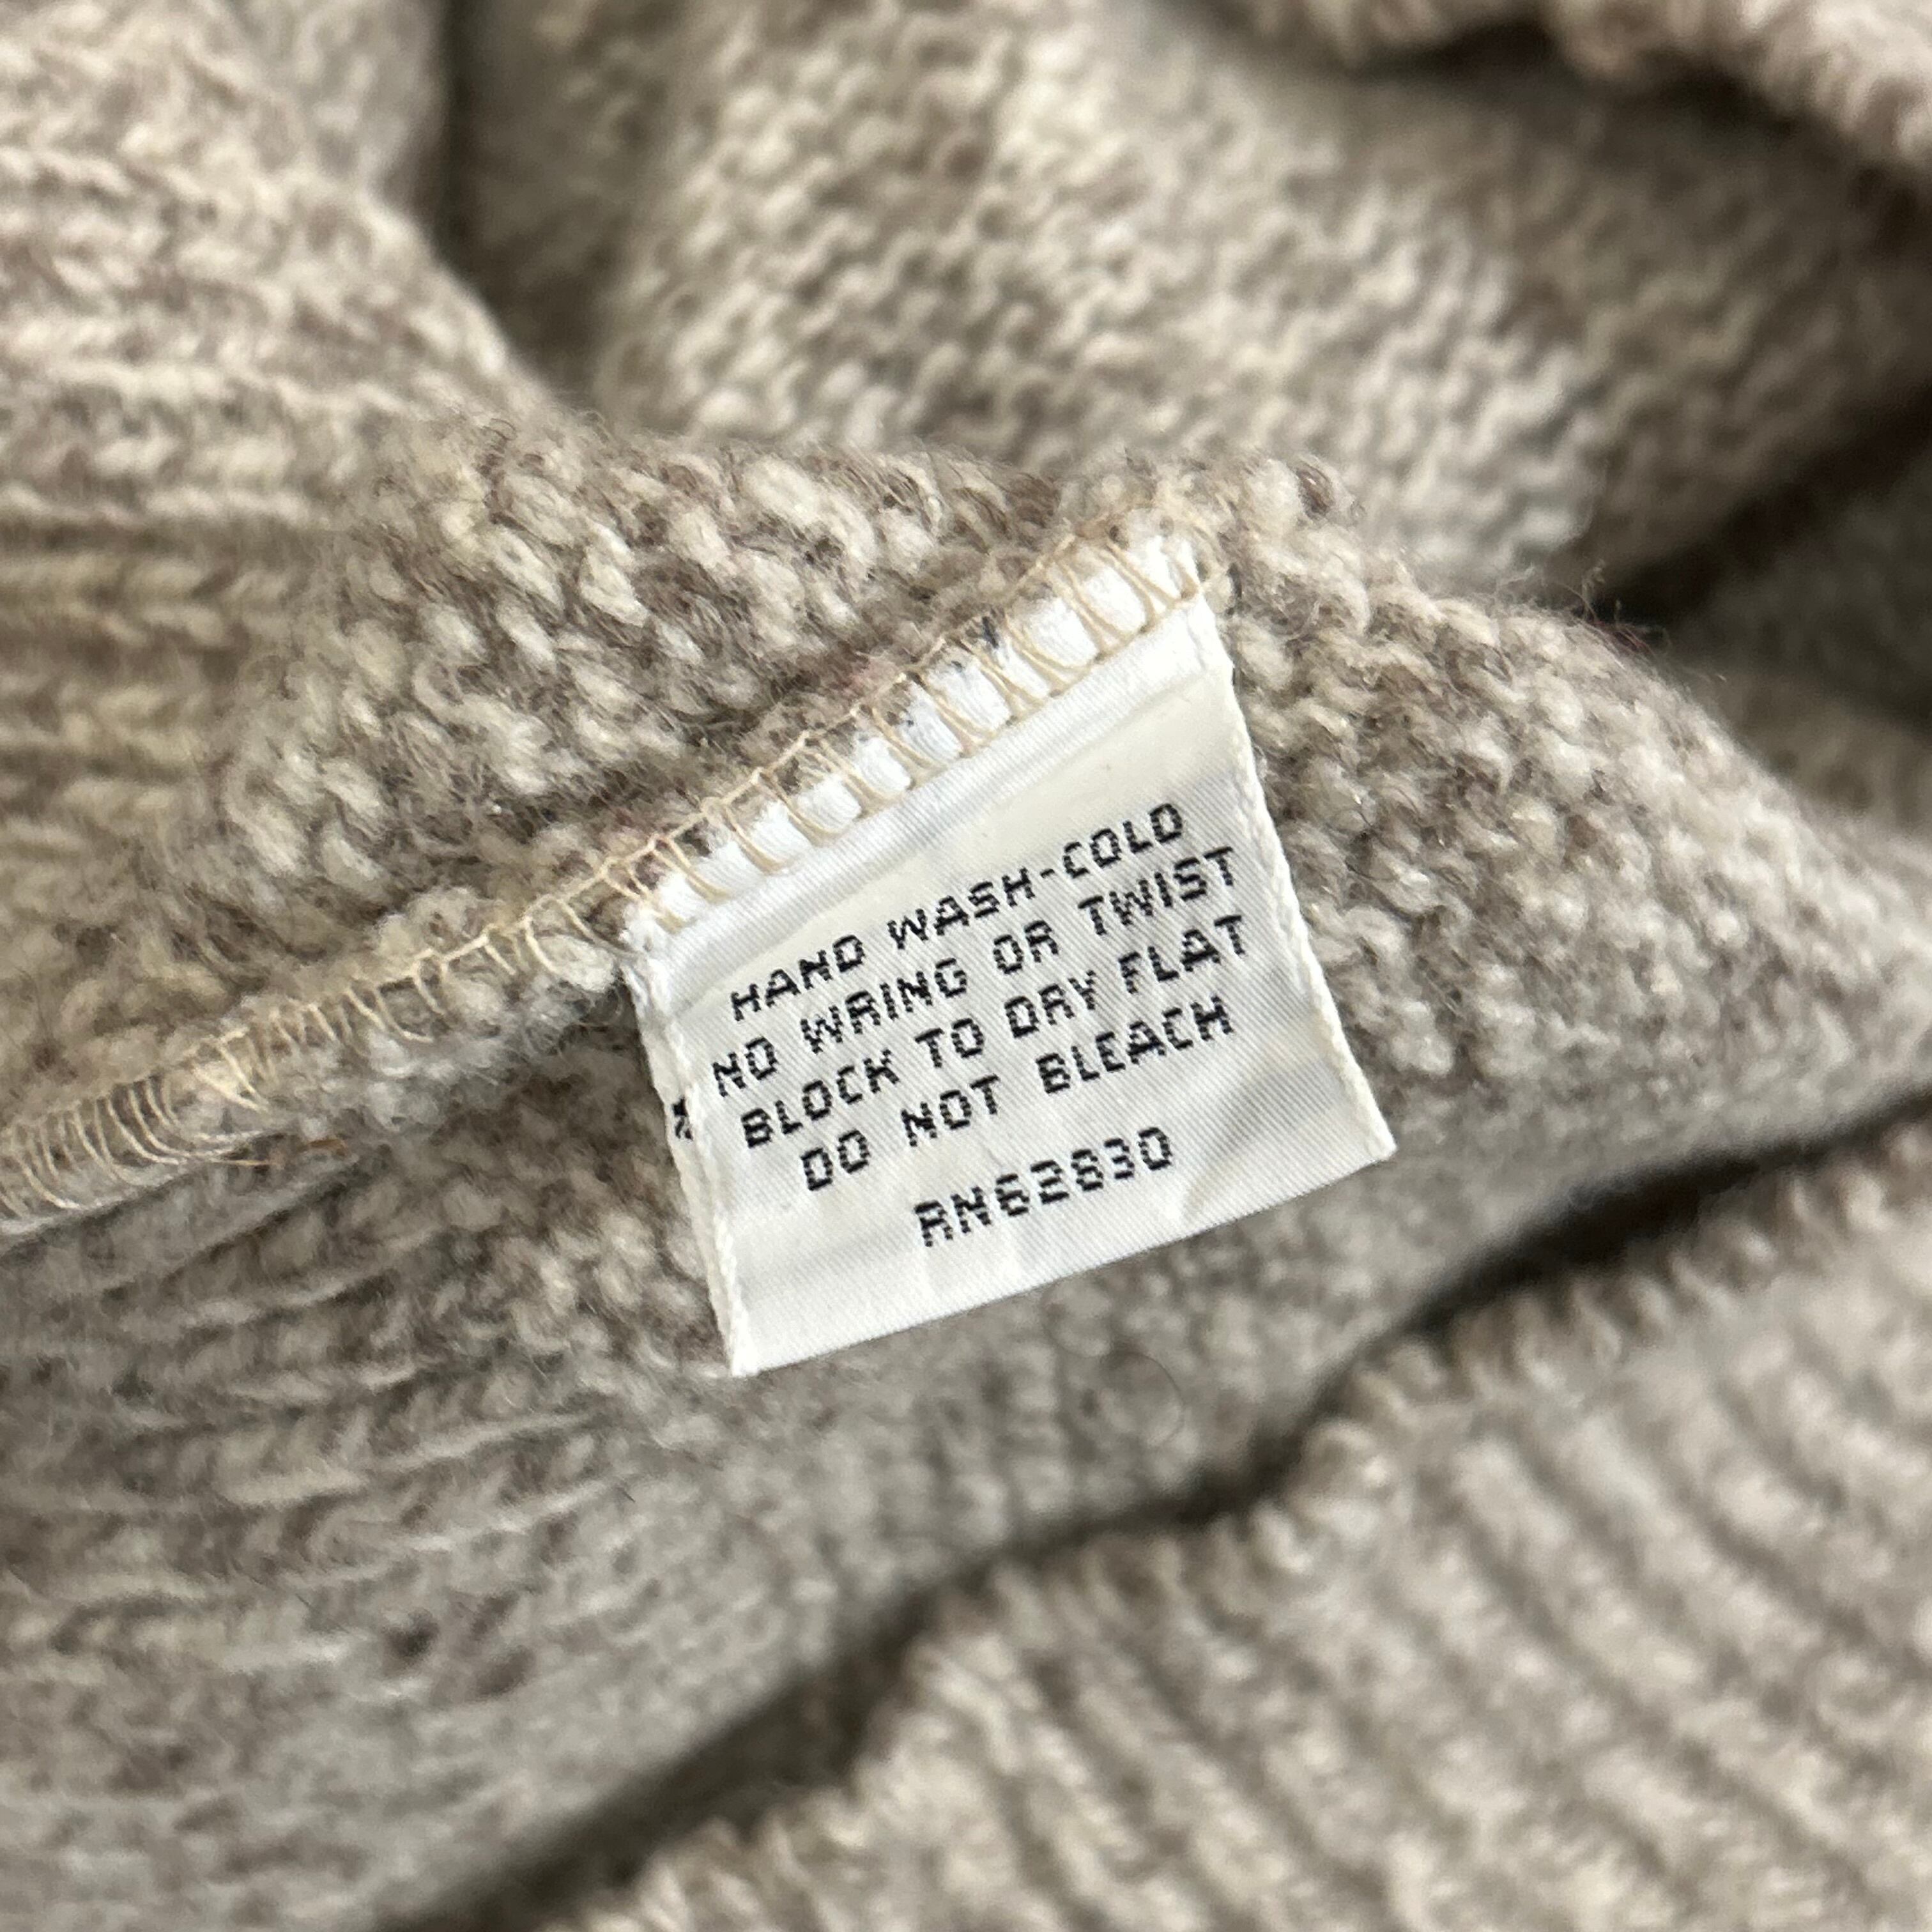 HAND WASH-COLD
NO WRING OR TWIST
BLOCK TO DRY FLAT
DO NOT BLEACH
RN62830